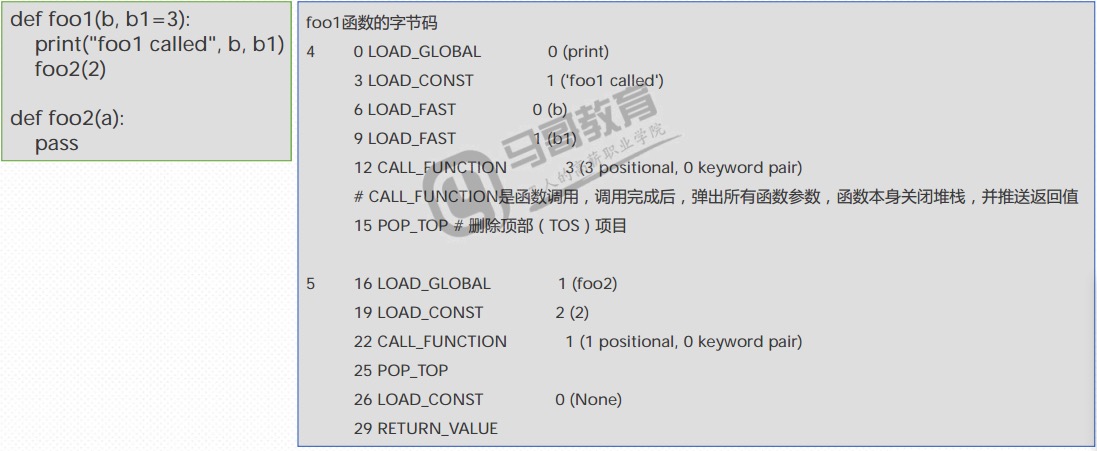 def foo1(b, b1=3):
print("foo1 called", b, b1)
foo2(2)
def foo2(a):
pass
foo1函数的字节码
4 0 LOAD_GLOBAL 0 (print)
3 LOAD_CONST 1 ('foo1 called')
6 LOAD_FAST 0 (b)
9 LOAD_FAST 1 (b1)
12 CALL_FUNCTION 3 (3 positional, 0 keyword pair)
# CALL_FUNCTION是函数调用，调用完成后，弹出所有函数参数，函数本身关闭堆栈，并推送返回值
15 POP_TOP # 删除顶部（TOS）项目
5 16 LOAD_GLOBAL 1 (foo2)
19 LOAD_CONST 2 (2)
22 CALL_FUNCTION 1 (1 positional, 0 keyword pair)
25 POP_TOP
26 LOAD_CONST 0 (None)
29 RETURN_VALUE
马哥教育
人的高薪职业学院